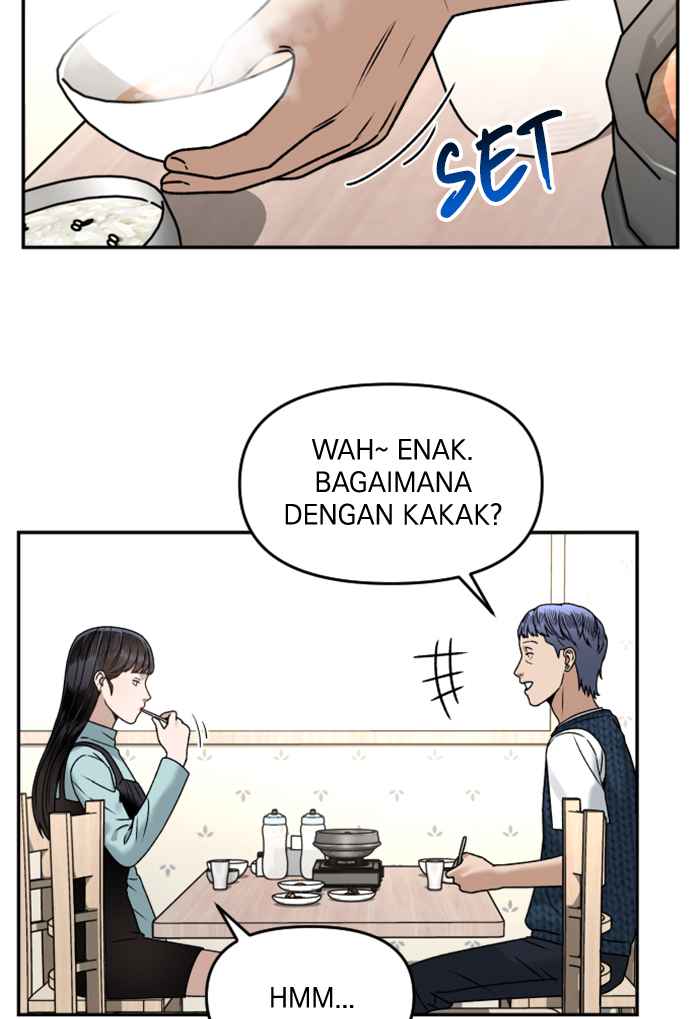 SET
WAH~ ENAK.
BAGAIMANA
DENGAN KAKAK?
HMM...